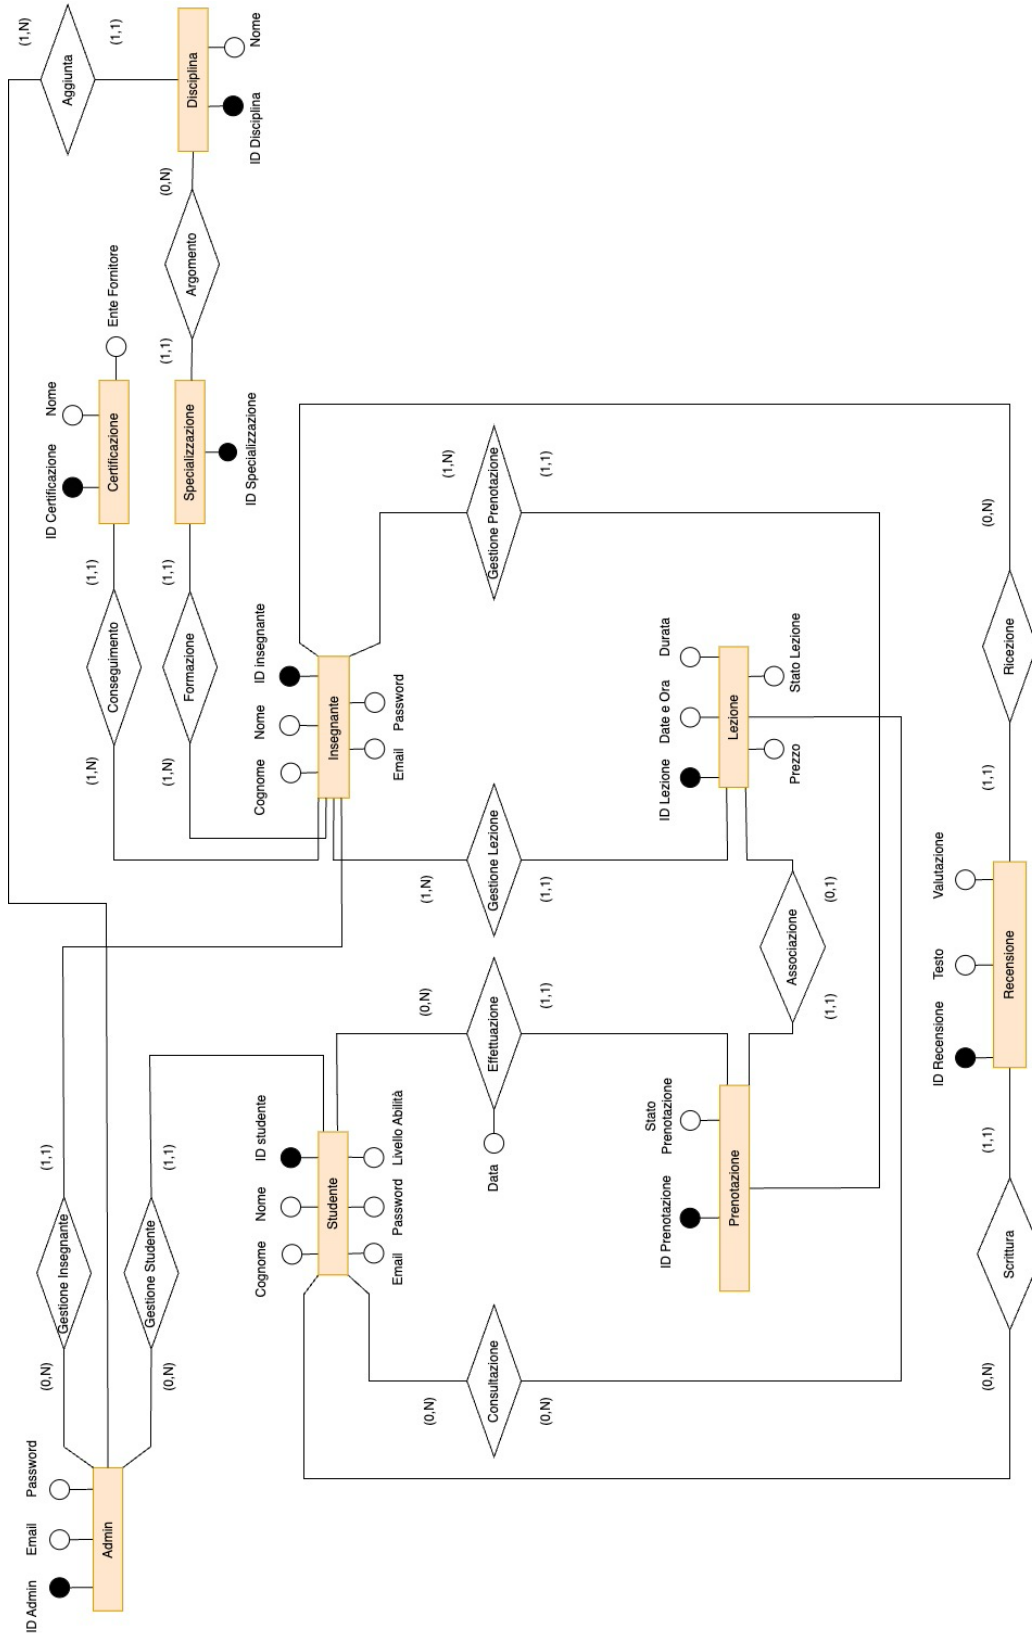 ID Admin
Email
Password
(1,N)
(0,N)
(1,1)
ID Certificazione
Nome
Gestione Insegnante
Aggiunta
(1,N)
(1,1)
Admin
Conseguimento
Certificazione
Ente Fornitore
(1,1)
Gestione Studente
(0,N)
(1,1)
(1,N)
(1,1)
(1,1)
(0,N)
Formazione
Specializzazione
Argomento
Disciplina
ID Specializzazione
ID Disciplina
Nome
Cognome
Nome
ID studente
Cognome
Nome
ID insegnante
Studente
Insegnante
Email
Password
Livello Abilità
Email
Password
(0,N)
(0,N)
(1,N)
(1,N)
Consultazione
Data
Effettuazione
Gestione Lezione
Gestione Prenotazione
(0,N)
(1,1)
(1,1)
(1,1)
ID Prenotazione
Stato
Prenotazione
ID Lezione
Date e Ora
Durata
Prenotazione
Lezione
Associazione
Prezzo
Stato Lezione
(1,1)
(0,1)
ID Recensione
Testo
Valutazione
(0,N)
(1,1)
(1,1)
(0,N)
Scrittura
Recensione
Ricezione